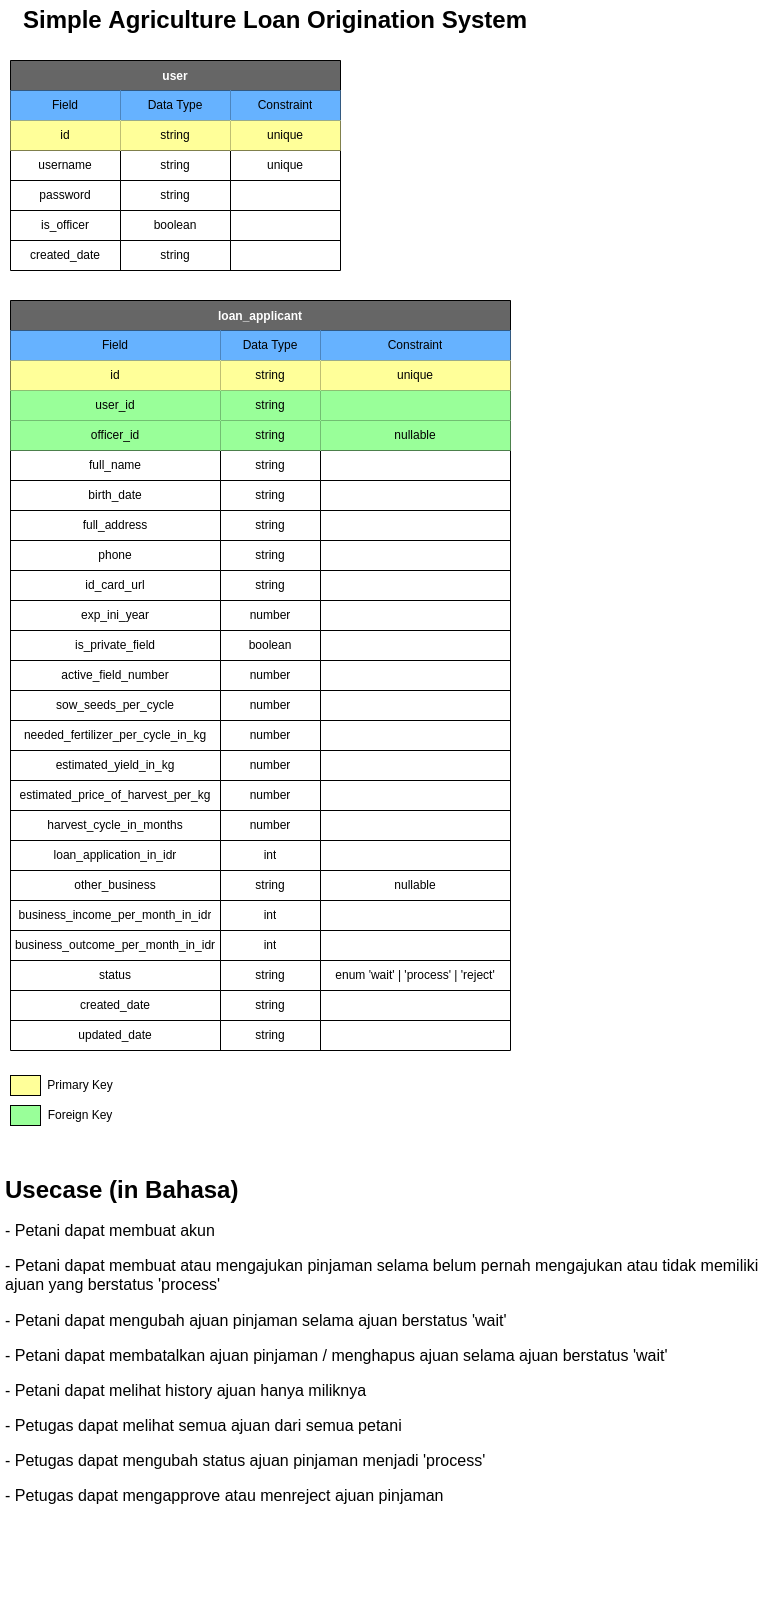 Simple Agriculture Loan Origination System
user
Field Data Type Constraint
id string unique
username string unique
password string
is_officer boolean
created_date string
loan_applicant
Field Data Type Constraint
id string unique
user_id string
officer_id string nullable
full_name string
birth_date string
full_address string
phone string
id_card_url string
exp_ini_year number
is_private_field boolean
active_field_number number
sow_seeds_per_cycle number
needed_fertilizer_per_cycle_in_kg number
estimated_yield_in_kg number
estimated_price_of_harvest_per_kg number
harvest_cycle_in_months number
loan_application_in_idr int
other_business string nullable
business_income_per_month_in_idr int
business_outcome_per_month_in_idr int
status string enum 'wait' | 'process' | 'reject'
created_date string
updated_date string
Primary Key
Foreign Key
Usecase (in Bahasa)
- Petani dapat membuat akun
- Petani dapat membuat atau mengajukan pinjaman selama belum pernah mengajukan atau tidak memiliki
ajuan yang berstatus 'process'
- Petani dapat mengubah ajuan pinjaman selama ajuan berstatus 'wait'
- Petani dapat membatalkan ajuan pinjaman / menghapus ajuan selama ajuan berstatus 'wait'
- Petani dapat melihat history ajuan hanya miliknya
- Petugas dapat melihat semua ajuan dari semua petani
- Petugas dapat mengubah status ajuan pinjaman menjadi 'process'
- Petugas dapat mengapprove atau menreject ajuan pinjaman